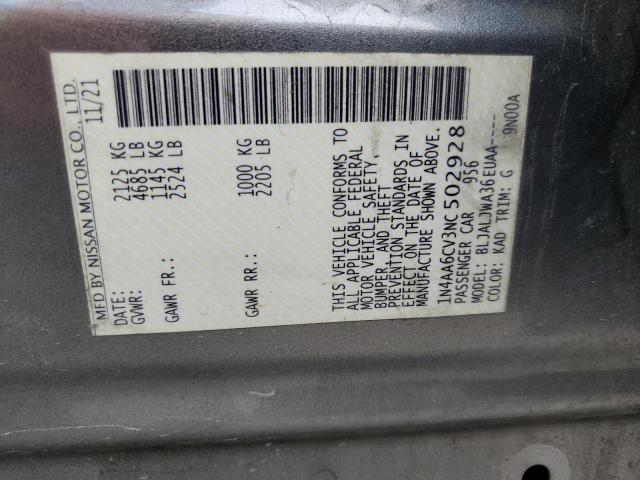 MFD BY NISSAN MOTOR CO., LTD.
DATE: 11/21
GVWR: 2125 KG
4685 LB
GAWR FR.: 1145 KG
2524 LB
GAWR RR.: 1000 KG
2205 LB
THIS VEHICLE CONFORMS TO
ALL APPLICABLE FEDERAL
MOTOR VEHICLE SAFETY,
BUMPER, AND THEFT
PREVENTION STANDARDS IN
EFFECT ON THE DATE OF
MANUFACTURE SHOWN ABOVE.
1N4AA6CV3NC502928
PASSENGER CAR 956
MODEL: BLJALJWA36EUAA----
COLOR: KAD TRIM: G 9N00A